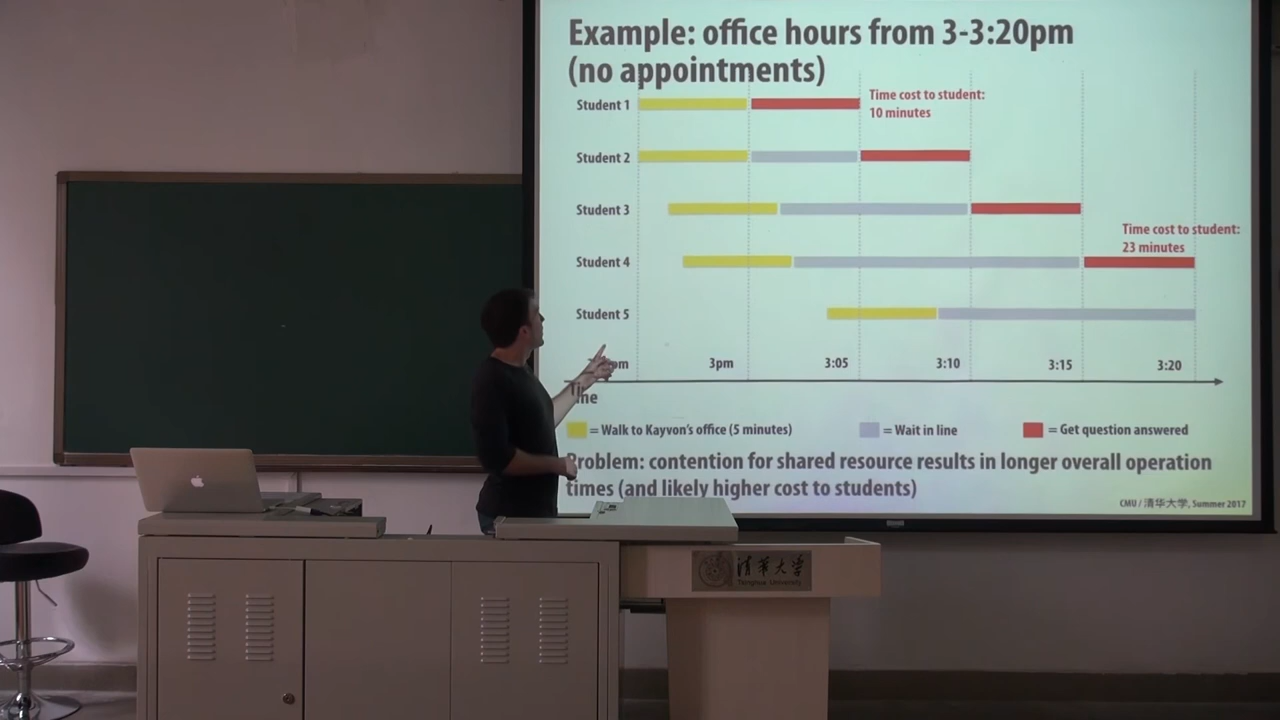 Example: office hours from 3-3:20pm
(no appointments)
Student 1
Time cost to student:
10 minutes
Student 2
Student 3
Time cost to student:
23 minutes
Student 4
Student 5
3pm
3:05
3:10
3:15
3:20
= Walk to Kayvon's office (5 minutes)
= Wait in line
= Get question answered
Problem: contention for shared resource results in longer overall operation
times (and likely higher cost to students)
CMU / 清华大学, Summer 2017
清华大学
Tsinghua University